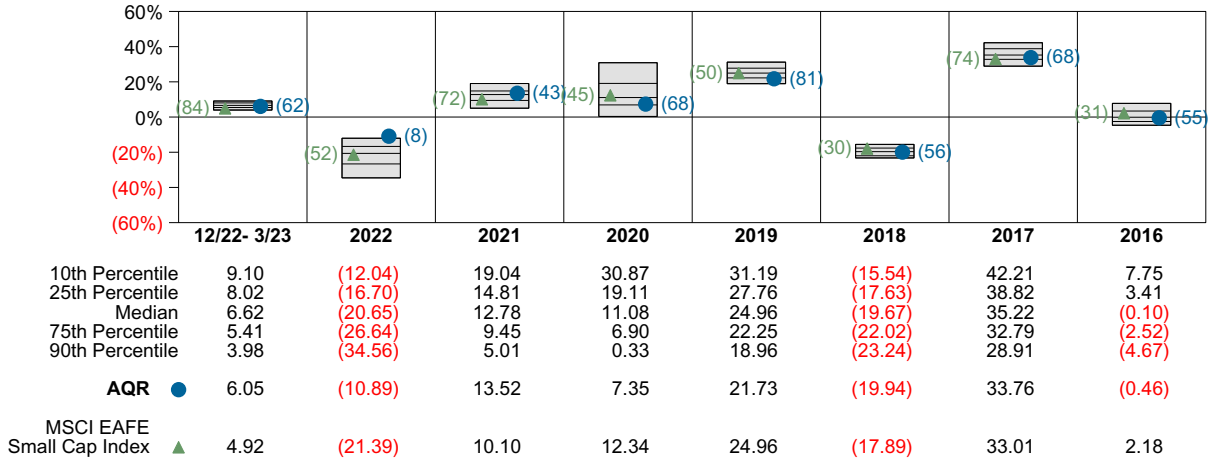 60%
40%
20%
0%
(20%)
(40%)
(60%)
(84) (62)
(52) (8)
(72) (43)
(45) (68)
(50) (81)
(30) (56)
(74) (68)
(31) (55)
12/22- 3/23 2022 2021 2020 2019 2018 2017 2016
10th Percentile 9.10 (12.04) 19.04 30.87 31.19 (15.54) 42.21 7.75
25th Percentile 8.02 (16.70) 14.81 19.11 27.76 (17.63) 38.82 3.41
Median 6.62 (20.65) 12.78 11.08 24.96 (19.67) 35.22 (0.10)
75th Percentile 5.41 (26.64) 9.45 6.90 22.25 (22.02) 32.79 (2.52)
90th Percentile 3.98 (34.56) 5.01 0.33 18.96 (23.24) 28.91 (4.67)
AQR 6.05 (10.89) 13.52 7.35 21.73 (19.94) 33.76 (0.46)
MSCI EAFE
Small Cap Index 4.92 (21.39) 10.10 12.34 24.96 (17.89) 33.01 2.18